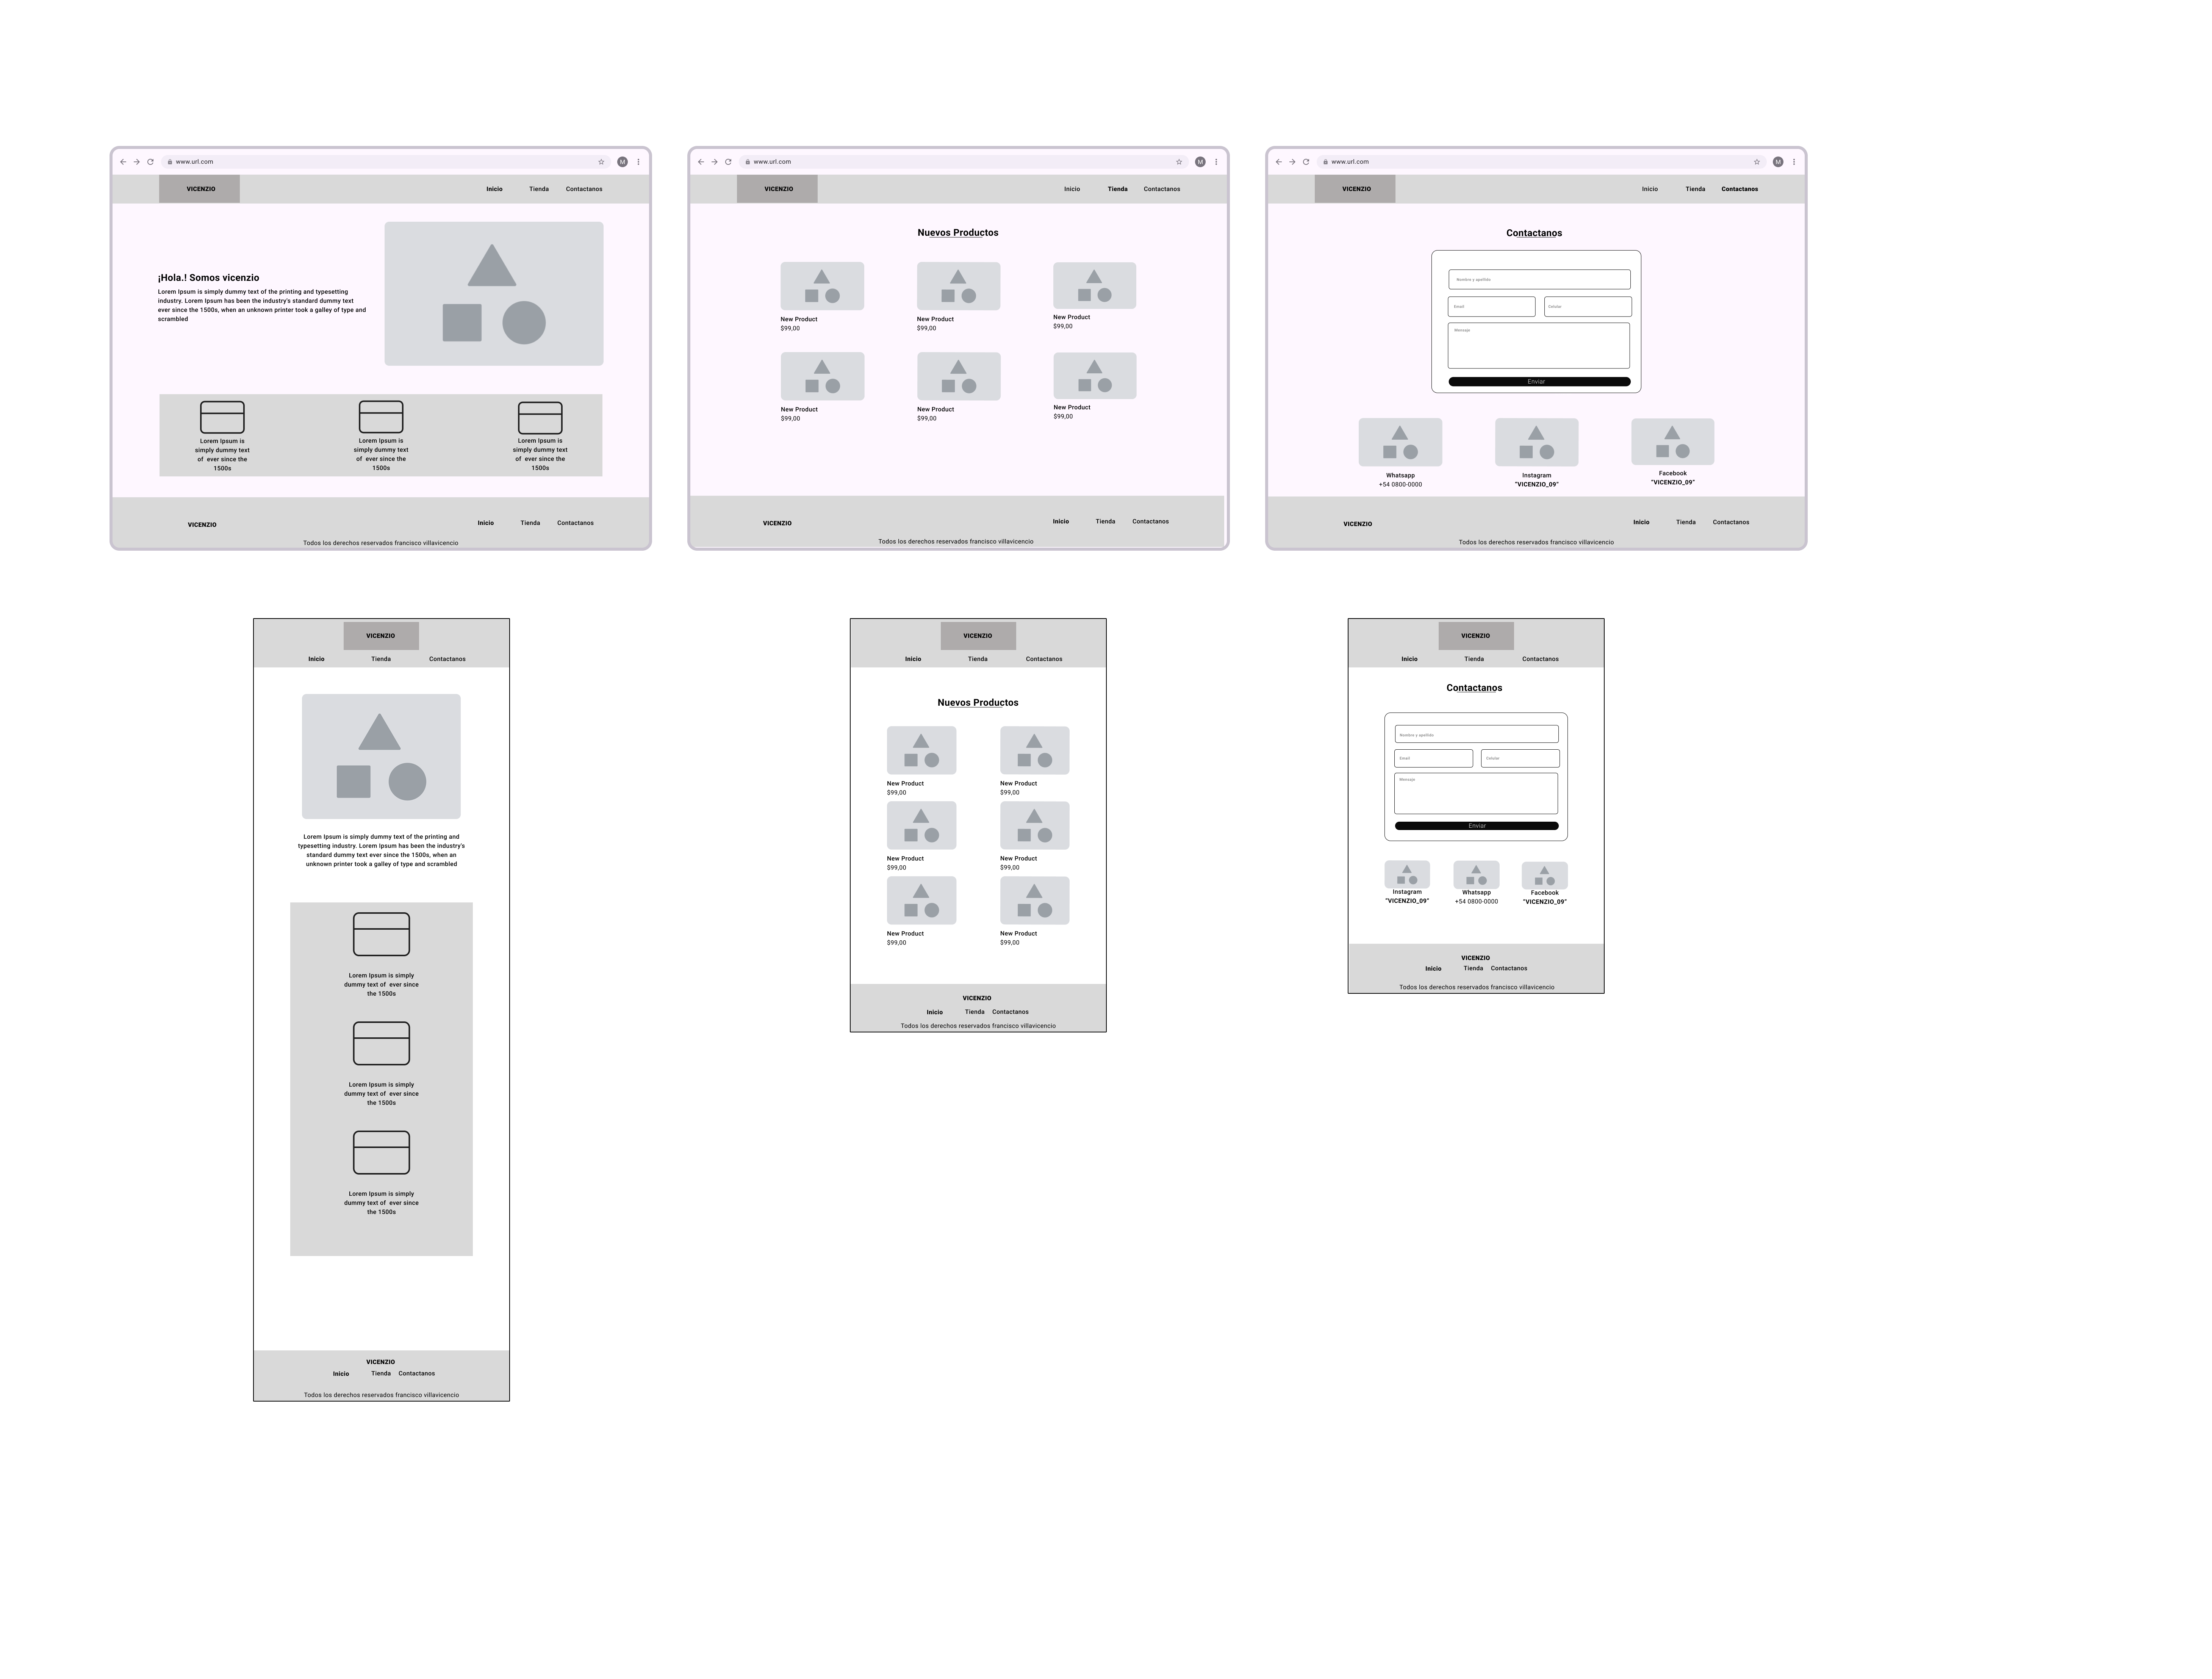 www.url.com
VICENZIO
Inicio Tienda Contactanos
¡Hola.! Somos vicenzio
Lorem Ipsum is simply dummy text of the printing and typesetting
industry. Lorem Ipsum has been the industry's standard dummy text
ever since the 1500s, when an unknown printer took a galley of type and
scrambled
Lorem Ipsum is
simply dummy text
of ever since the
1500s
Lorem Ipsum is
simply dummy text
of ever since the
1500s
Lorem Ipsum is
simply dummy text
of ever since the
1500s
VICENZIO
Inicio Tienda Contactanos
Todos los derechos reservados francisco villavicencio
M
www.url.com
M
VICENZIO
Inicio Tienda Contactanos
Nuevos Productos
New Product
$99,00
New Product
$99,00
New Product
$99,00
New Product
$99,00
New Product
$99,00
New Product
$99,00
VICENZIO
Inicio Tienda Contactanos
Todos los derechos reservados francisco villavicencio
www.url.com
M
VICENZIO
Inicio Tienda Contactanos
Contactanos
Nombre y apellido
Email
Celular
Mensaje
Enviar
Whatsapp
+54 0800-0000
Instagram
"VICENZIO_09"
Facebook
"VICENZIO_09"
VICENZIO
Inicio Tienda Contactanos
Todos los derechos reservados francisco villavicencio
VICENZIO
Inicio Tienda Contactanos
Lorem Ipsum is simply dummy text of the printing and
typesetting industry. Lorem Ipsum has been the industry's
standard dummy text ever since the 1500s, when an
unknown printer took a galley of type and scrambled
Lorem Ipsum is simply
dummy text of ever since
the 1500s
Lorem Ipsum is simply
dummy text of ever since
the 1500s
Lorem Ipsum is simply
dummy text of ever since
the 1500s
VICENZIO
Inicio Tienda Contactanos
Todos los derechos reservados francisco villavicencio
VICENZIO
Inicio Tienda Contactanos
Nuevos Productos
New Product
$99,00
New Product
$99,00
New Product
$99,00
New Product
$99,00
New Product
$99,00
New Product
$99,00
VICENZIO
Inicio Tienda Contactanos
Todos los derechos reservados francisco villavicencio
VICENZIO
Inicio Tienda Contactanos
Contactanos
Nombre y apellido
Email
Celular
Mensaje
Enviar
Instagram
"VICENZIO_09"
Whatsapp
+54 0800-0000
Facebook
"VICENZIO_09"
VICENZIO
Inicio Tienda Contactanos
Todos los derechos reservados francisco villavicencio